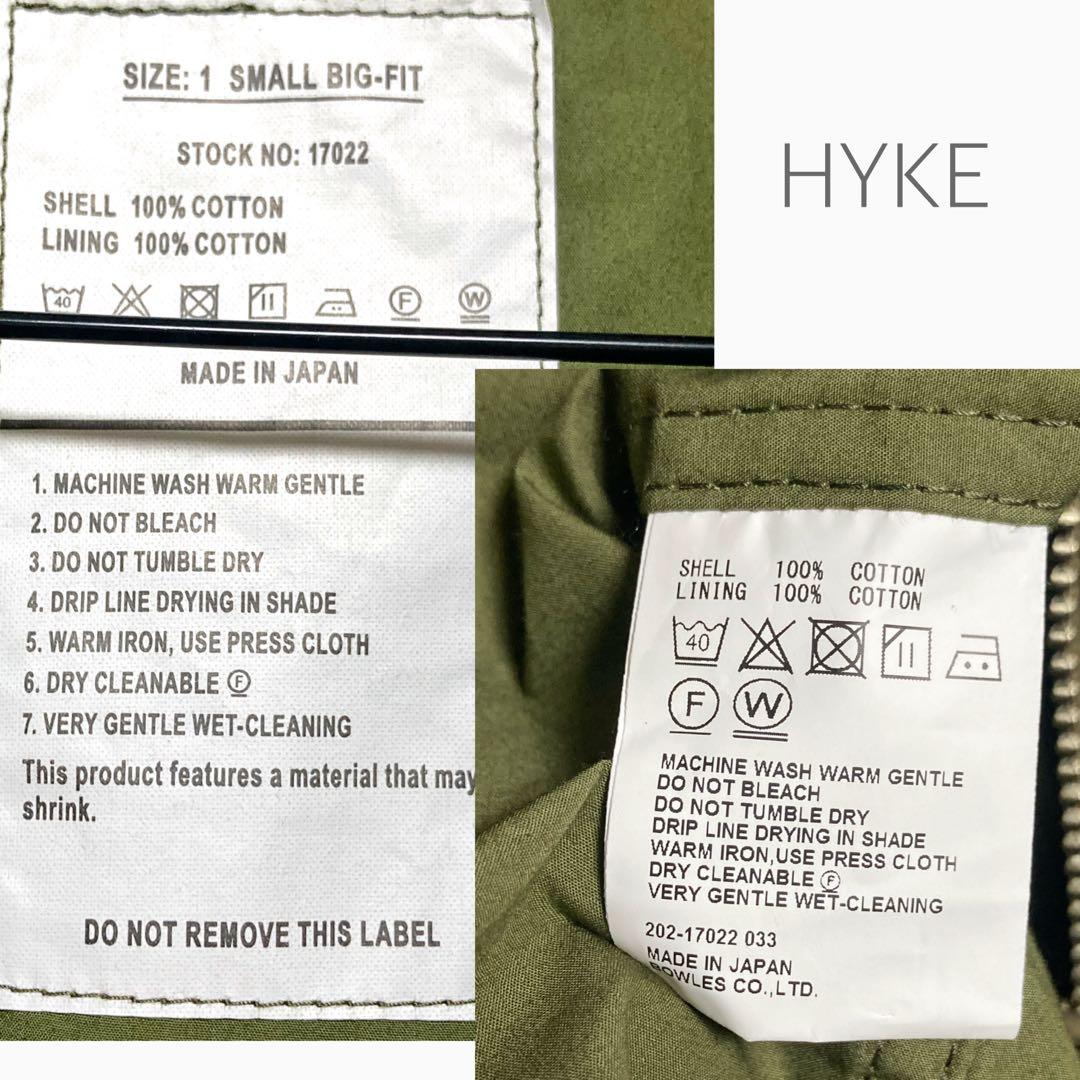 SIZE: 1 SMALL BIG-FIT
STOCK NO: 17022
SHELL 100% COTTON
LINING 100% COTTON
40
F
W
MADE IN JAPAN
1. MACHINE WASH WARM GENTLE
2. DO NOT BLEACH
3. DO NOT TUMBLE DRY
4. DRIP LINE DRYING IN SHADE
5. WARM IRON, USE PRESS CLOTH
6. DRY CLEANABLE Ⓕ
7. VERY GENTLE WET-CLEANING
This product features a material that may
shrink.
DO NOT REMOVE THIS LABEL
HYKE
SHELL 100% COTTON
LINING 100% COTTON
40
F W
MACHINE WASH WARM GENTLE
DO NOT BLEACH
DO NOT TUMBLE DRY
DRIP LINE DRYING IN SHADE
WARM IRON,USE PRESS CLOTH
DRY CLEANABLE Ⓕ
VERY GENTLE WET-CLEANING
202-17022 033
MADE IN JAPAN
BOWLES CO.,LTD.